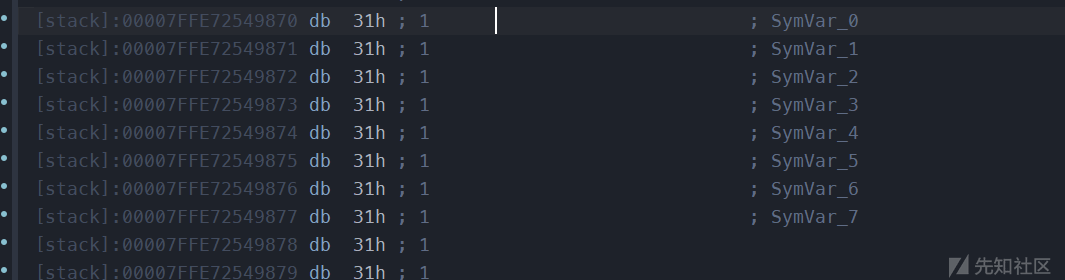 [stack]:00007FFE72549870 db 31h ; 1 ; SymVar_0
[stack]:00007FFE72549871 db 31h ; 1 ; SymVar_1
[stack]:00007FFE72549872 db 31h ; 1 ; SymVar_2
[stack]:00007FFE72549873 db 31h ; 1 ; SymVar_3
[stack]:00007FFE72549874 db 31h ; 1 ; SymVar_4
[stack]:00007FFE72549875 db 31h ; 1 ; SymVar_5
[stack]:00007FFE72549876 db 31h ; 1 ; SymVar_6
[stack]:00007FFE72549877 db 31h ; 1 ; SymVar_7
[stack]:00007FFE72549878 db 31h ; 1
[stack]:00007FFE72549879 db 31h ; 1
先知社区